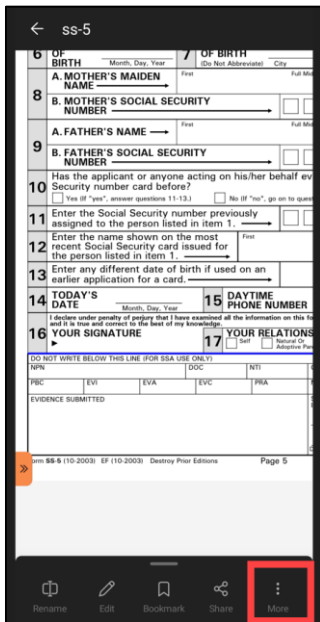 ss-5
6 OF BIRTH Month, Day, Year 7 OF BIRTH (Do Not Abbreviate) City
8 A. MOTHER'S MAIDEN NAME First Full Mid
B. MOTHER'S SOCIAL SECURITY NUMBER
9 A. FATHER'S NAME First Full Mid
B. FATHER'S SOCIAL SECURITY NUMBER
10 Has the applicant or anyone acting on his/her behalf ev
Security number card before?
Yes (If "yes", answer questions 11-13.) No (If "no", go on to ques
11 Enter the Social Security number previously
assigned to the person listed in item 1.
12 Enter the name shown on the most First
recent Social Security card issued for
the person listed in item 1.
13 Enter any different date of birth if used on an
earlier application for a card.
14 TODAY'S DATE Month, Day, Year 15 DAYTIME PHONE NUMBER
I declare under penalty of perjury that I have examined all the information on this fo
and it is true and correct to the best of my knowledge.
16 YOUR SIGNATURE 17 YOUR RELATIONS
Self Natural Or Adoptive Par
DO NOT WRITE BELOW THIS LINE (FOR SSA USE ONLY)
NPN DOC NTI
PBC EVI EVA EVC PRA
EVIDENCE SUBMITTED
orm SS-5 (10-2003) EF (10-2003) Destroy Prior Editions Page 5
Rename Edit Bookmark Share More